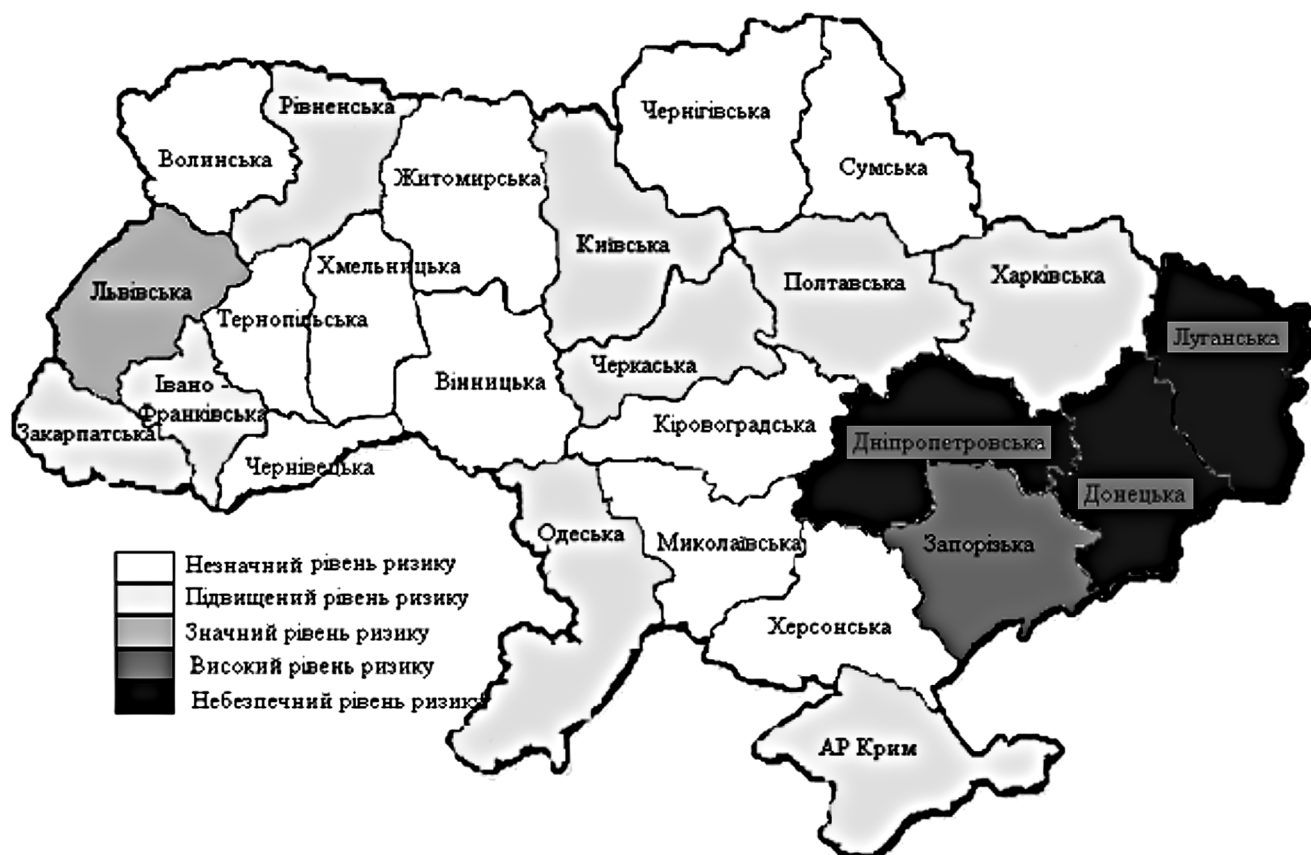 Чернігівська
Рівненська
Волинська
Сумська
Житомирська
Київська
Хмельницька
Полтавська
Харківська
Львівська
Тернопільська
Луганська
Черкаська
Вінницька
Івано -
Франківська
Закарпатська
Кіровоградська
Дніпропетровська
Чернівецька
Донецька
Одеська
Миколаївська
Запорізька
Херсонська
АР Крим
Незначний рівень ризику
Підвищений рівень ризику
Значний рівень ризику
Високий рівень ризику
Небезпечний рівень ризику